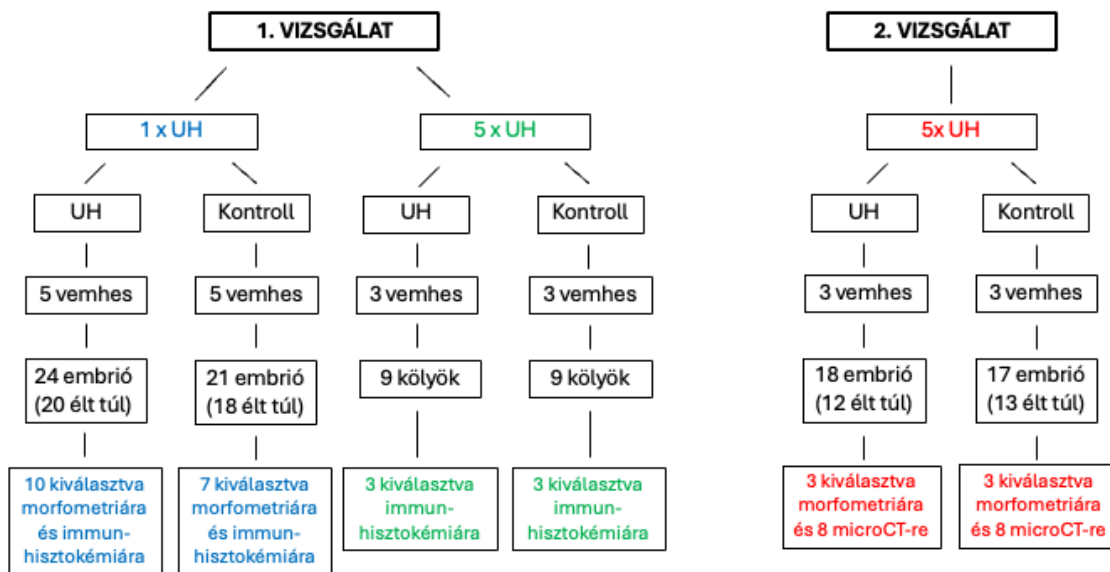 1. VIZSGÁLAT
2. VIZSGÁLAT
1 x UH
5 x UH
5x UH
UH
Kontroll
UH
Kontroll
UH
Kontroll
5 vemhes
5 vemhes
3 vemhes
3 vemhes
3 vemhes
3 vemhes
24 embrió
(20 élt túl)
21 embrió
(18 élt túl)
9 kölyök
9 kölyök
18 embrió
(12 élt túl)
17 embrió
(13 élt túl)
10 kiválasztva
morfometriára
és immun-
hisztokémiára
7 kiválasztva
morfometriára
és immun-
hisztokémiára
3 kiválasztva
immun-
hisztokémiára
3 kiválasztva
immun-
hisztokémiára
3 kiválasztva
morfometriára
és 8 microCT-re
3 kiválasztva
morfometriára
és 8 microCT-re